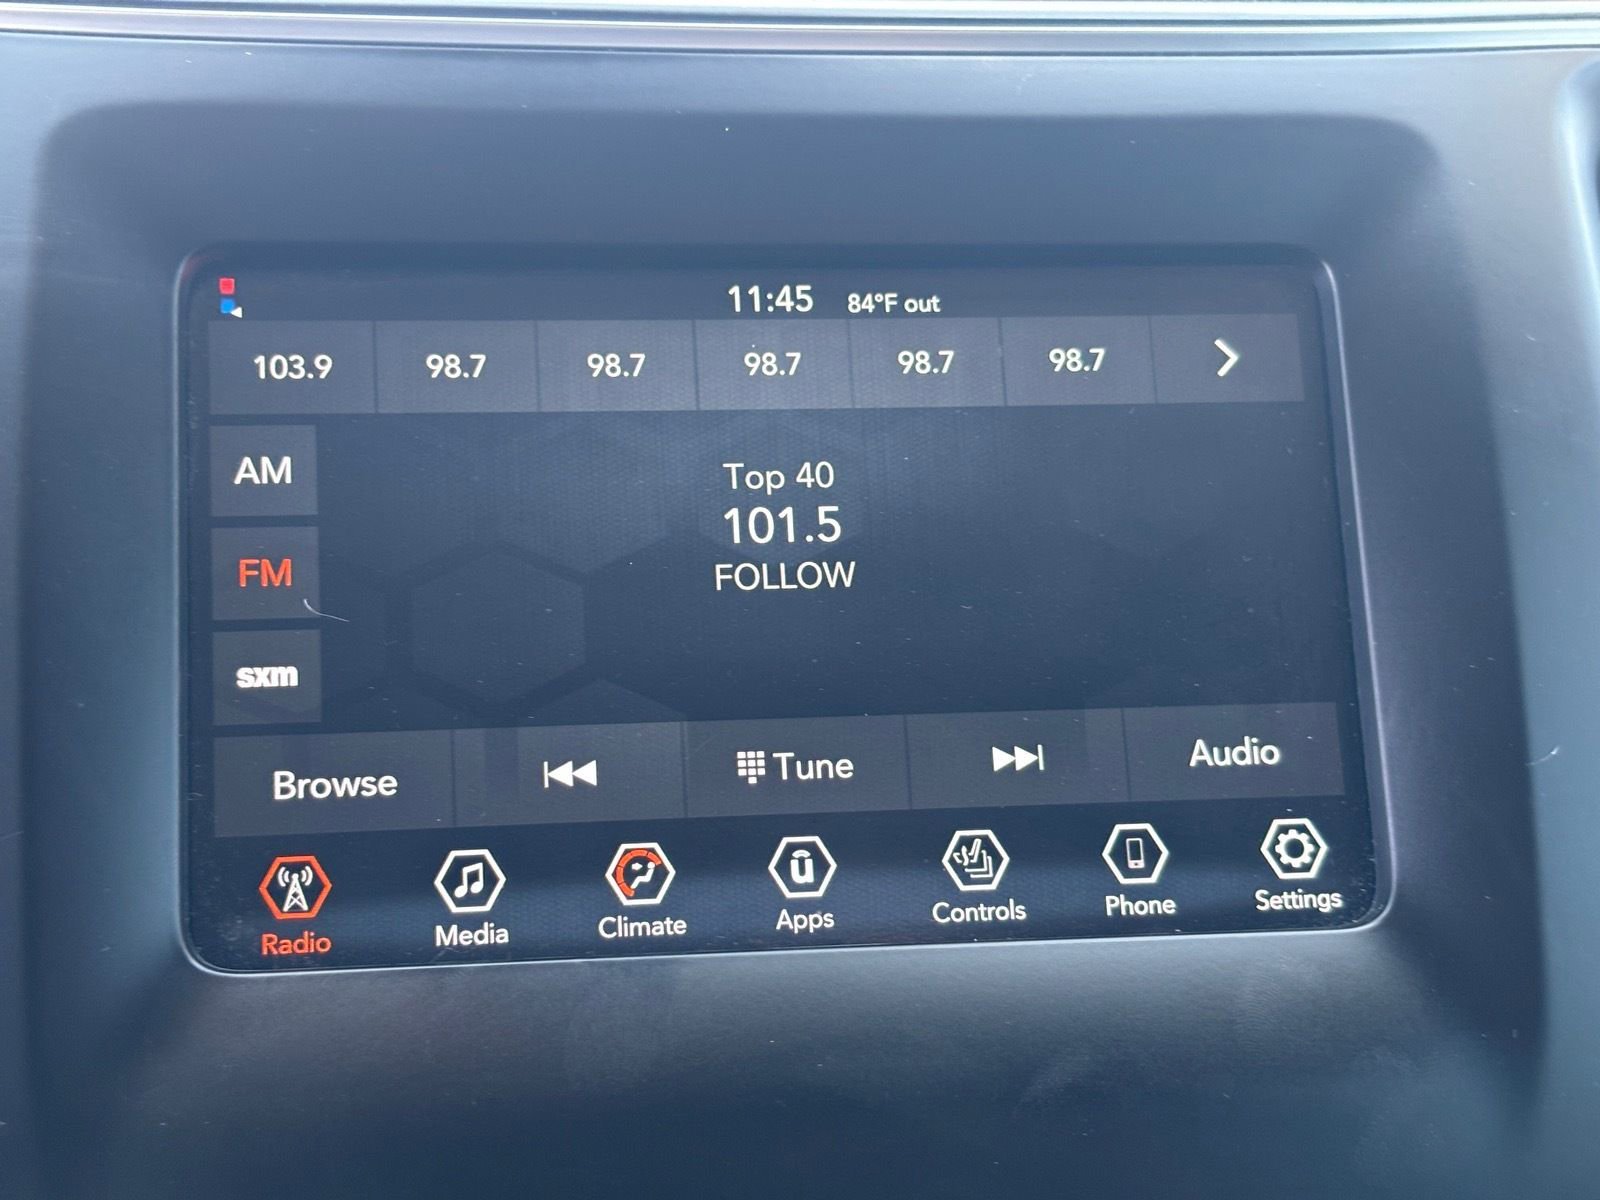 11:45 84°F out
103.9 98.7 98.7 98.7 98.7 98.7
AM
Top 40
101.5
FM
FOLLOW
sxm
Browse Tune Audio
Radio Media Climate Apps Controls Phone Settings